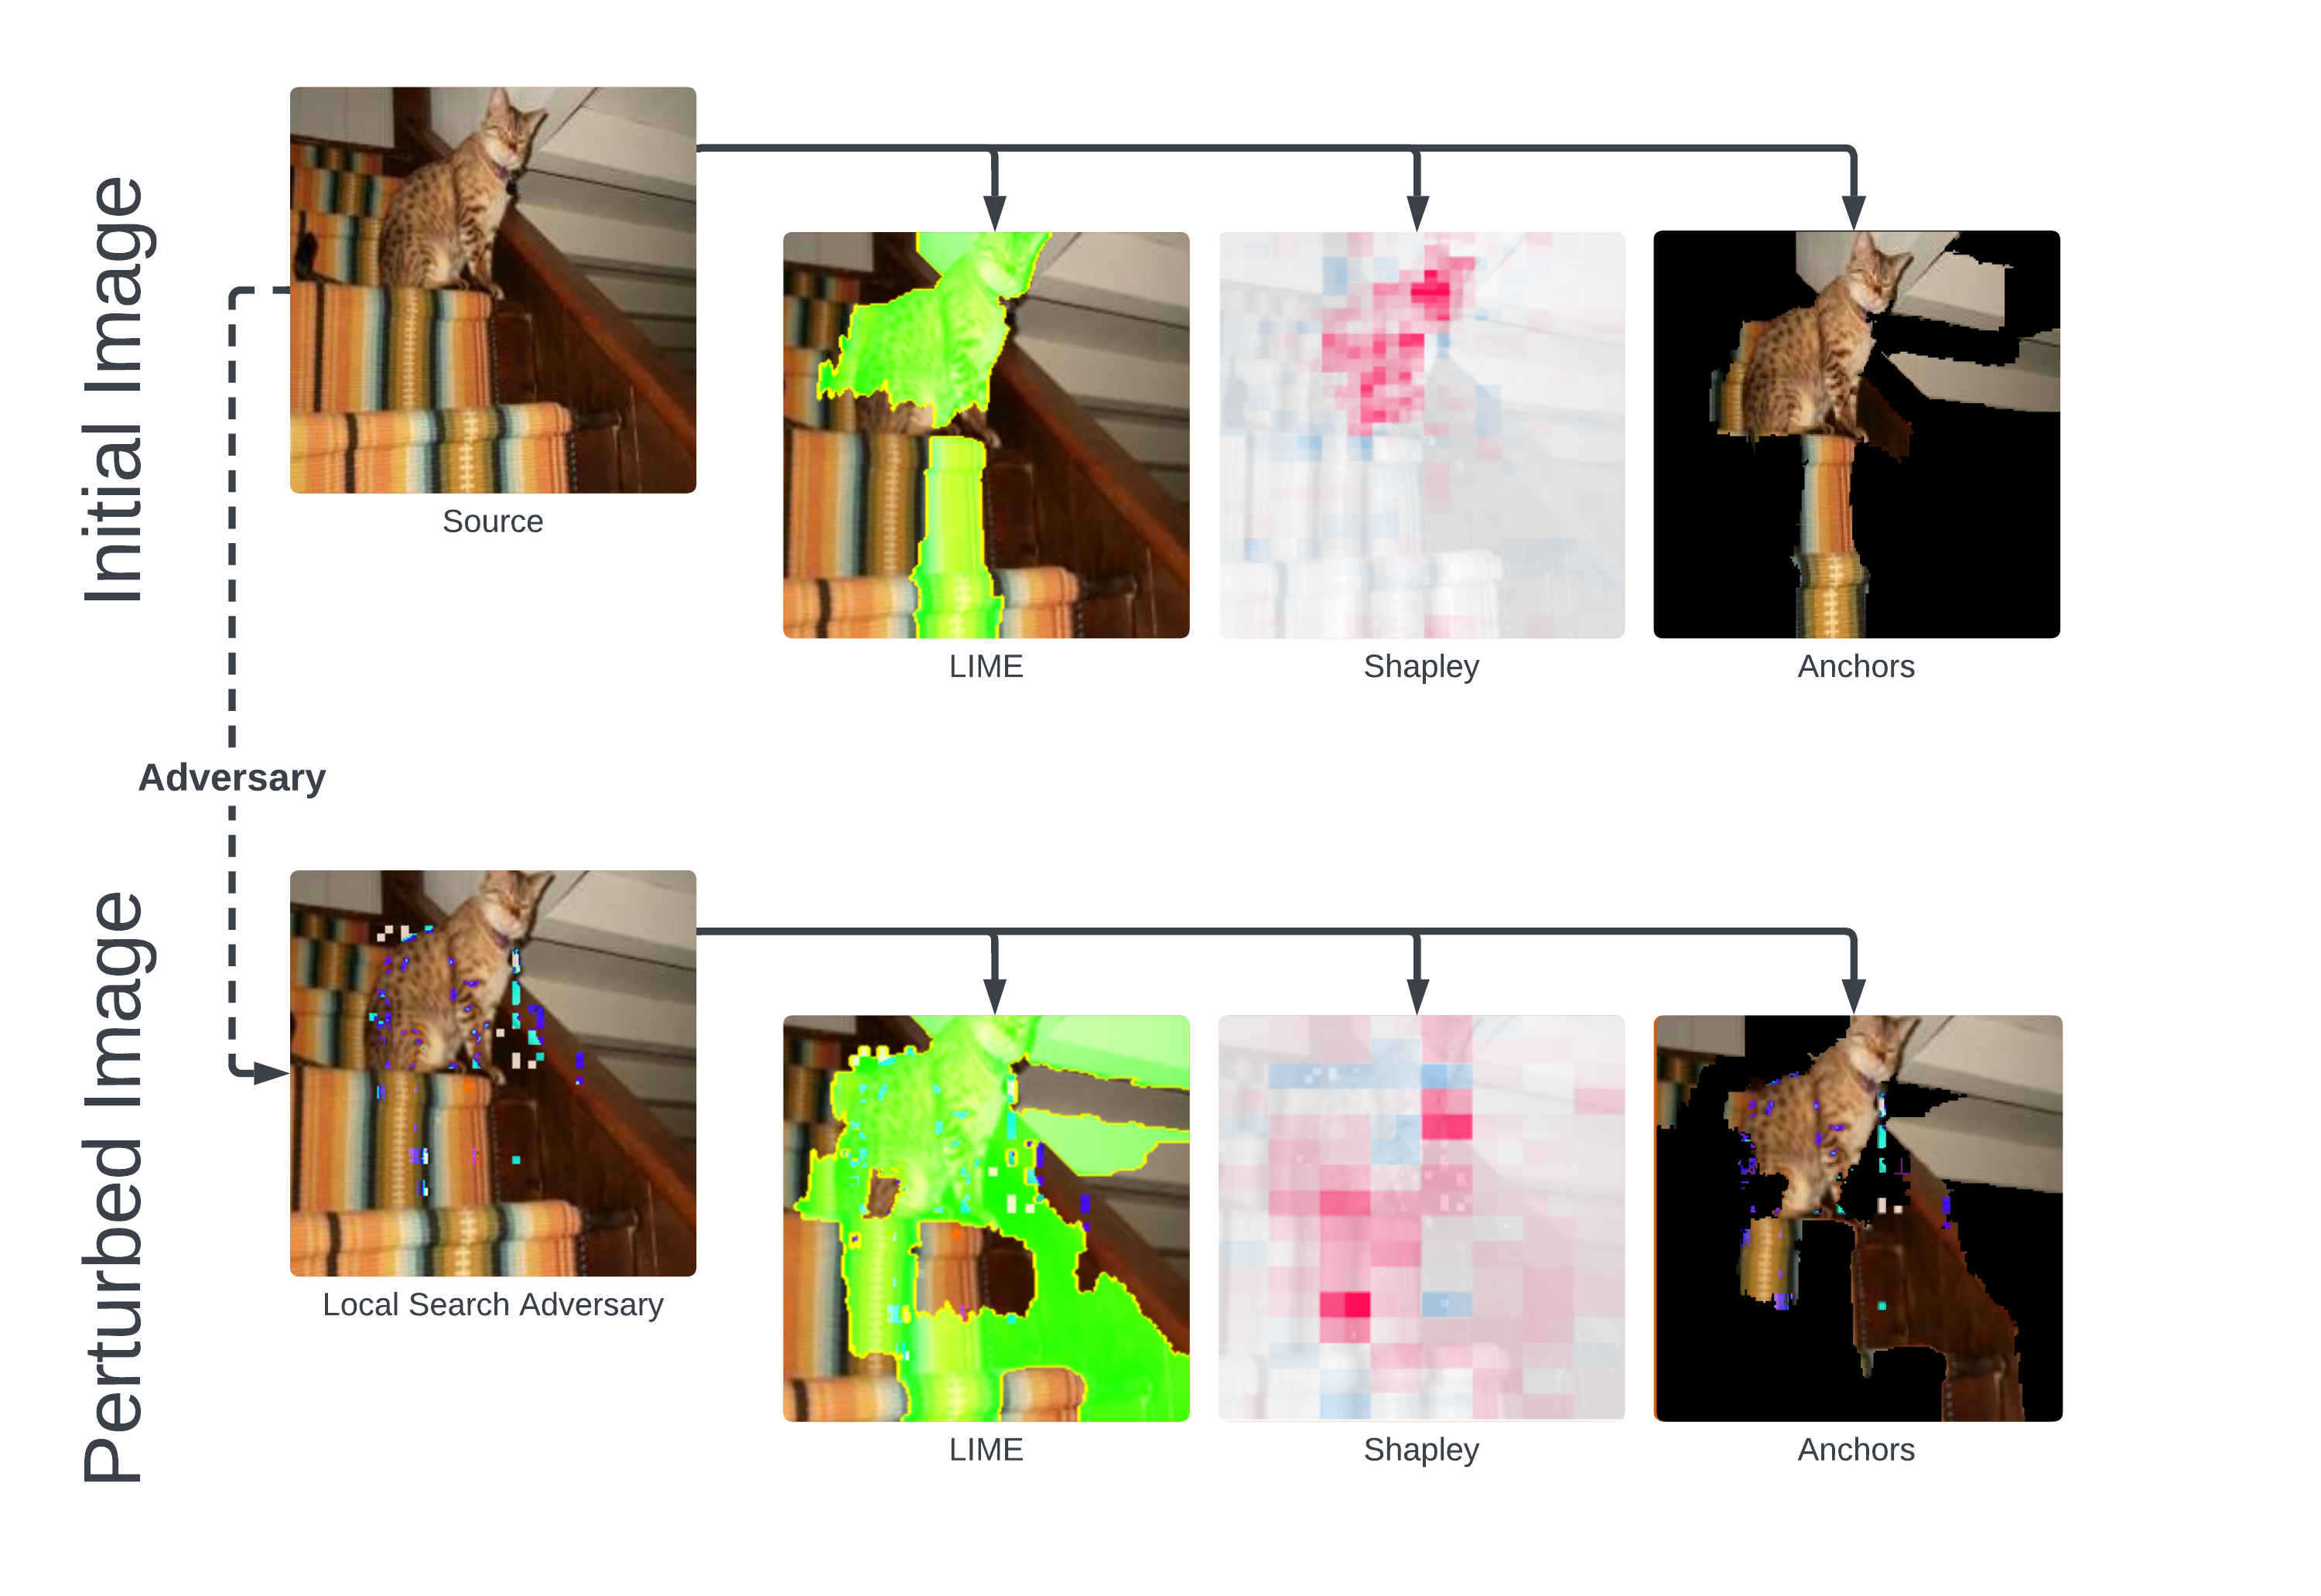 Initial Image
Source
LIME
Shapley
Anchors
Adversary
Perturbed Image
Local Search Adversary
LIME
Shapley
Anchors